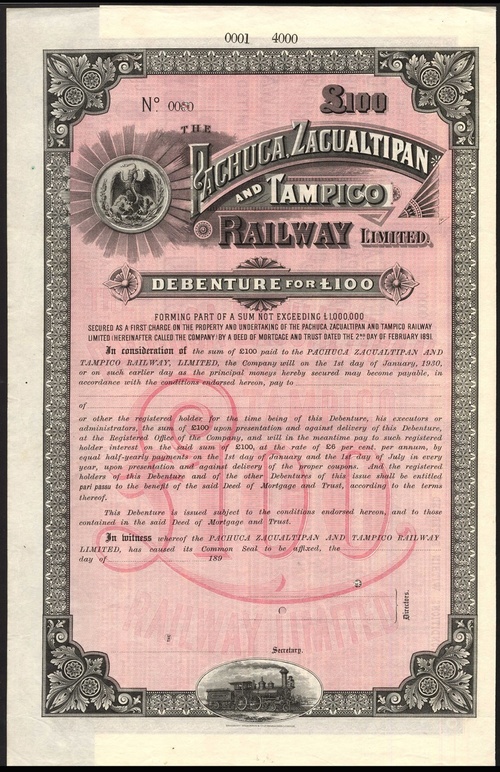 0001 4000
Nº 0000
£100
THE
PACHUCA, ZACUALTIPAN
AND TAMPICO
RAILWAY LIMITED.
DEBENTURE FOR £100
FORMING PART OF A SUM NOT EXCEEDING £1,000,000
SECURED AS A FIRST CHARGE ON THE PROPERTY AND UNDERTAKING OF THE PACHUCA, ZACUALTIPAN AND TAMPICO RAILWAY
LIMITED (HEREINAFTER CALLED THE COMPANY) BY A DEED OF MORTGAGE AND TRUST DATED THE 2ND DAY OF FEBRUARY 1891.
In consideration of the sum of £100 paid to the PACHUCA ZACUALTIPAN AND
TAMPICO RAILWAY, LIMITED, the Company will on the 1st day of January, 1930,
or on such earlier day as the principal moneys hereby secured may become payable, in
accordance with the conditions endorsed hereon, pay to
of
or other the registered holder for the time being of this Debenture, his executors or
administrators, the sum of £100 upon presentation and against delivery of this Debenture,
at the Registered Office of the Company, and will in the meantime pay to such registered
holder interest on the said sum of £100, at the rate of £6 per cent. per annum, by
equal half-yearly payments on the 1st day of January and the 1st day of July in every
year, upon presentation and against delivery of the proper coupons. And the registered
holders of this Debenture and of the other Debentures of this issue shall be entitled
pari passu to the benefit of the said Deed of Mortgage and Trust, according to the terms
thereof.
This Debenture is issued subject to the conditions endorsed hereon, and to those
contained in the said Deed of Mortgage and Trust.
In witness whereof the PACHUCA ZACUALTIPAN AND TAMPICO RAILWAY
LIMITED, has caused its Common Seal to be affixed, the
day of 189
£100
Directors.
RAILWAY LIMITED
Secretary.